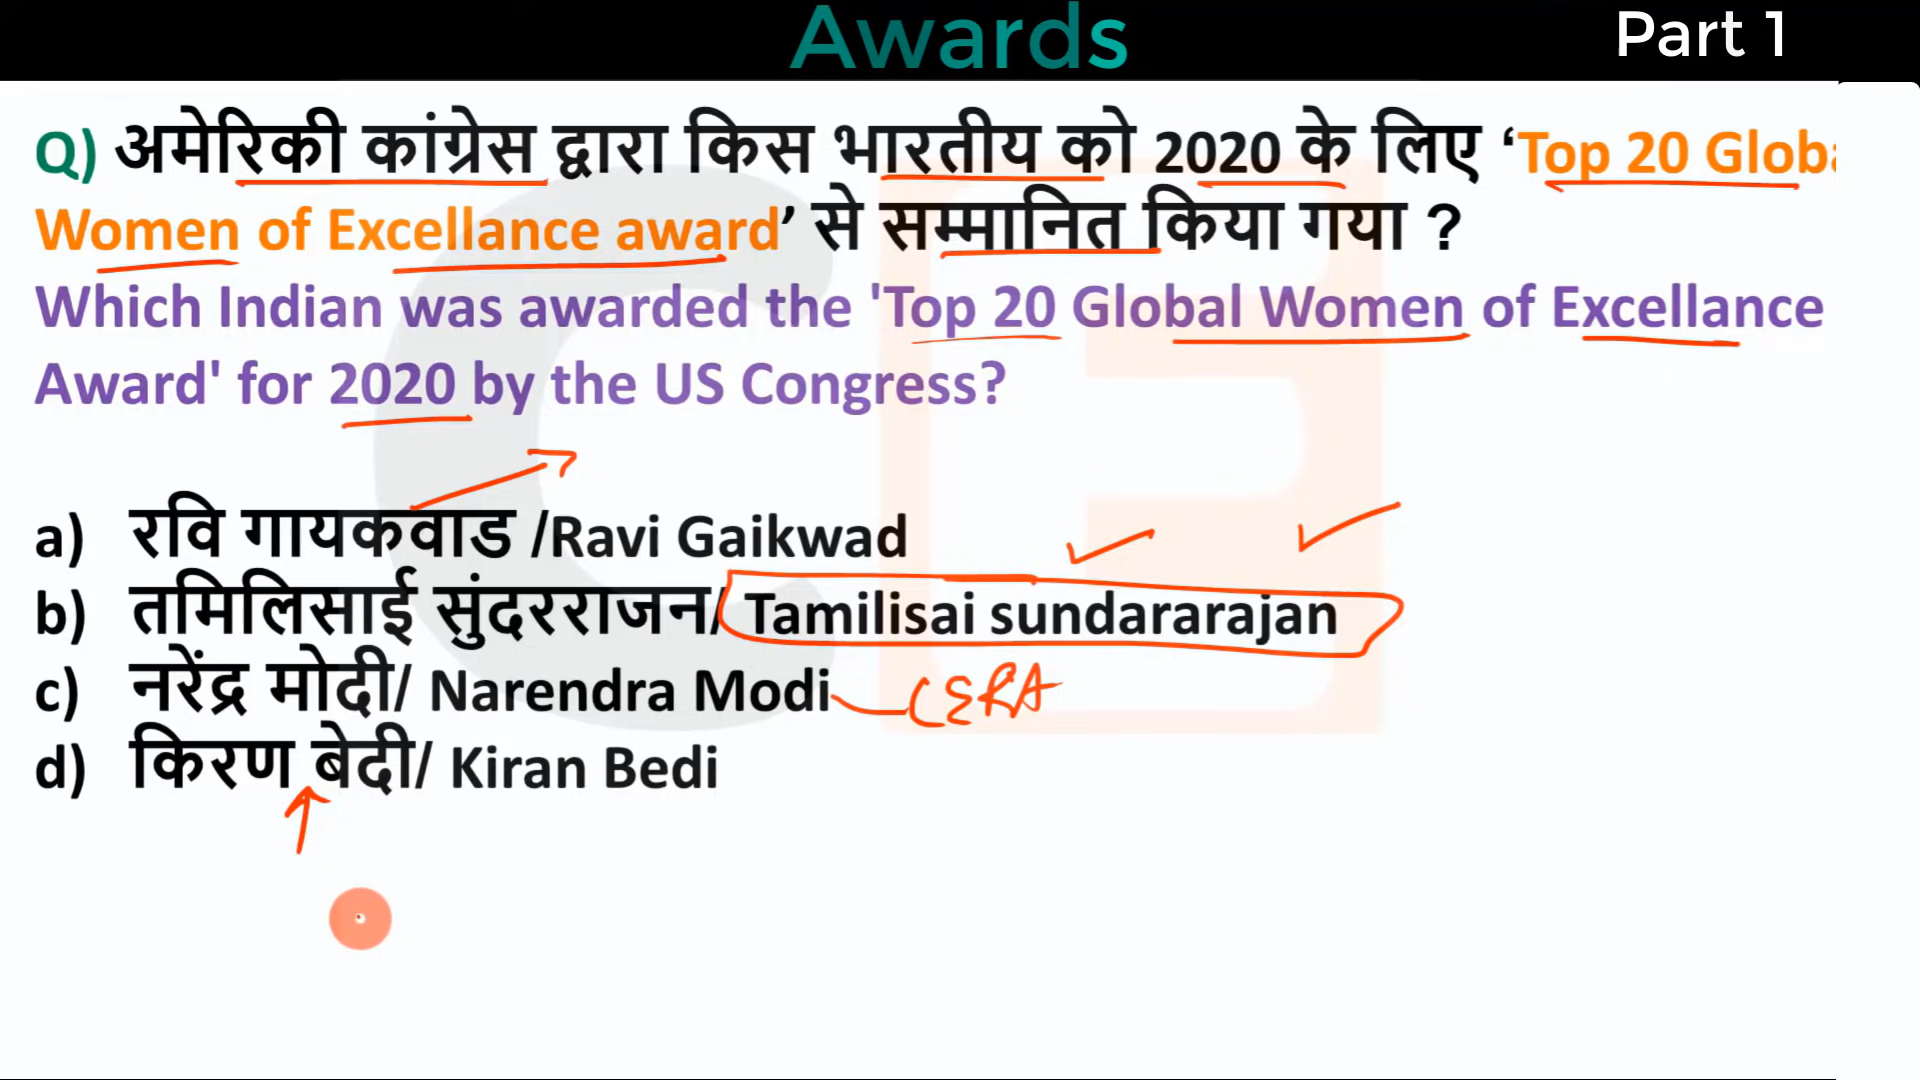 Awards
Part 1
Q) अमेरिकी कांग्रेस द्वारा किस भारतीय को 2020 के लिए ‘Top 20 Globa
Women of Excellance award’ से सम्मानित किया गया ?
Which Indian was awarded the 'Top 20 Global Women of Excellance
Award' for 2020 by the US Congress?
a) रवि गायकवाड /Ravi Gaikwad
b) तमिलिसाई सुंदरराजन/ Tamilisai sundararajan
c) नरेंद्र मोदी/ Narendra Modi CERA
d) किरण बेदी/ Kiran Bedi